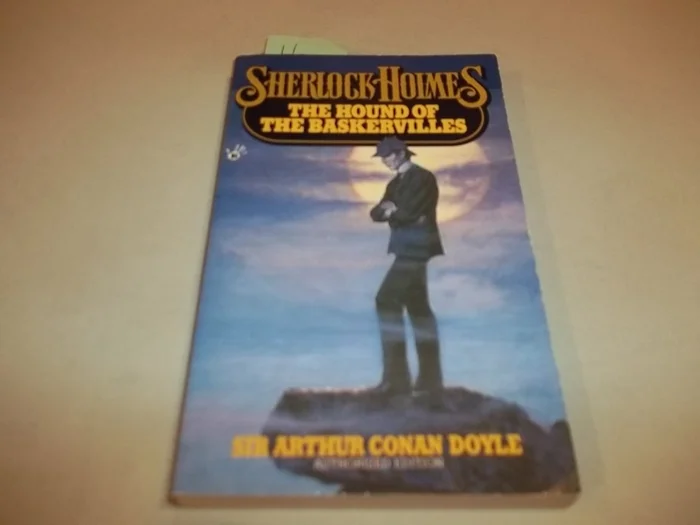 SHERLOCK HOLMES
THE HOUND OF
THE BASKERVILLES
SIR ARTHUR CONAN DOYLE
AUTHORIZED EDITION